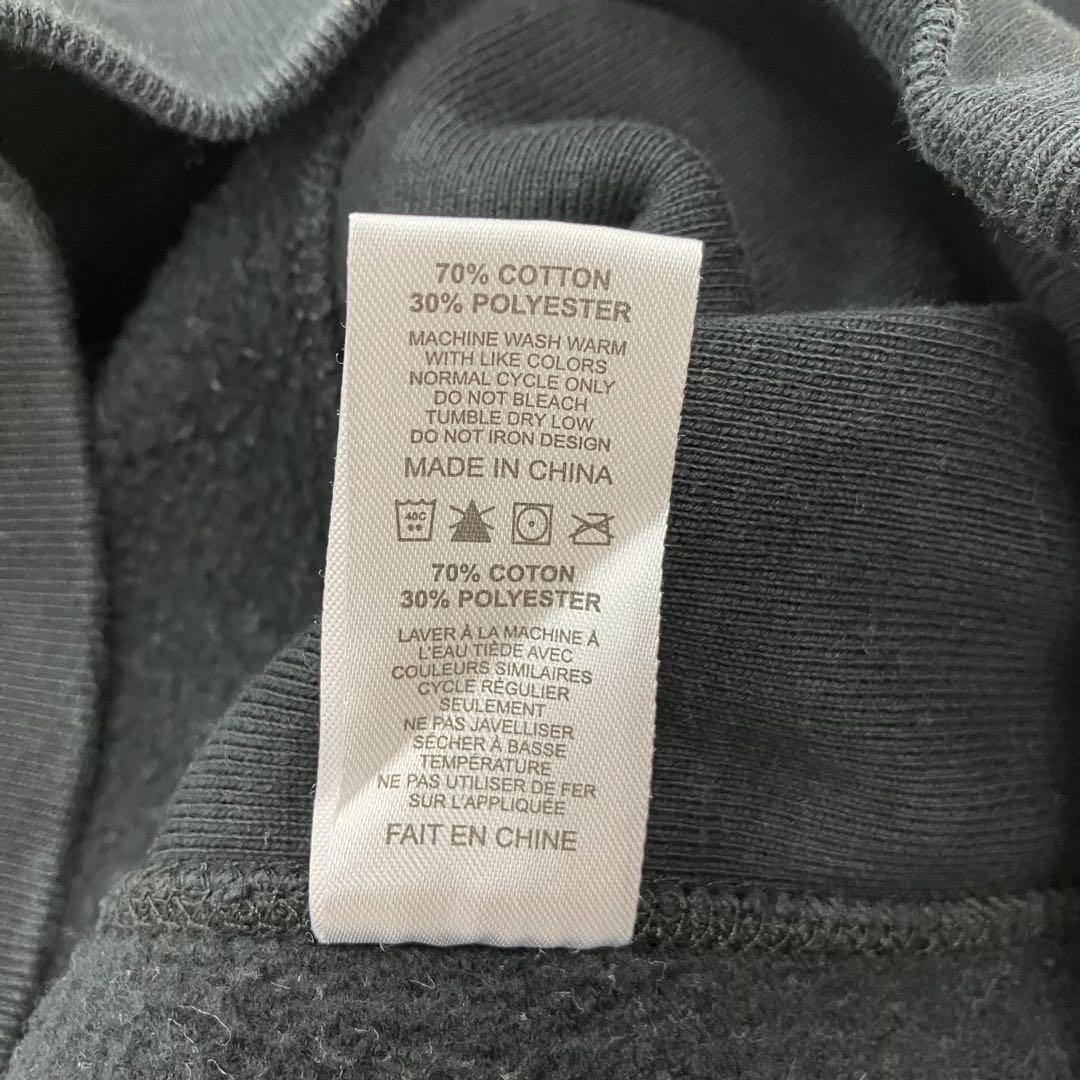 70% COTTON
30% POLYESTER
MACHINE WASH WARM
WITH LIKE COLORS
NORMAL CYCLE ONLY
DO NOT BLEACH
TUMBLE DRY LOW
DO NOT IRON DESIGN
MADE IN CHINA
40C
70% COTON
30% POLYESTER
LAVER À LA MACHINE À
L'EAU TIÈDE AVEC
COULEURS SIMILAIRES
CYCLE RÉGULIER
SEULEMENT
NE PAS JAVELLISER
SÉCHER À BASSE
TEMPÉRATURE
NE PAS UTILISER DE FER
SUR L'APPLIQUÉE
FAIT EN CHINE